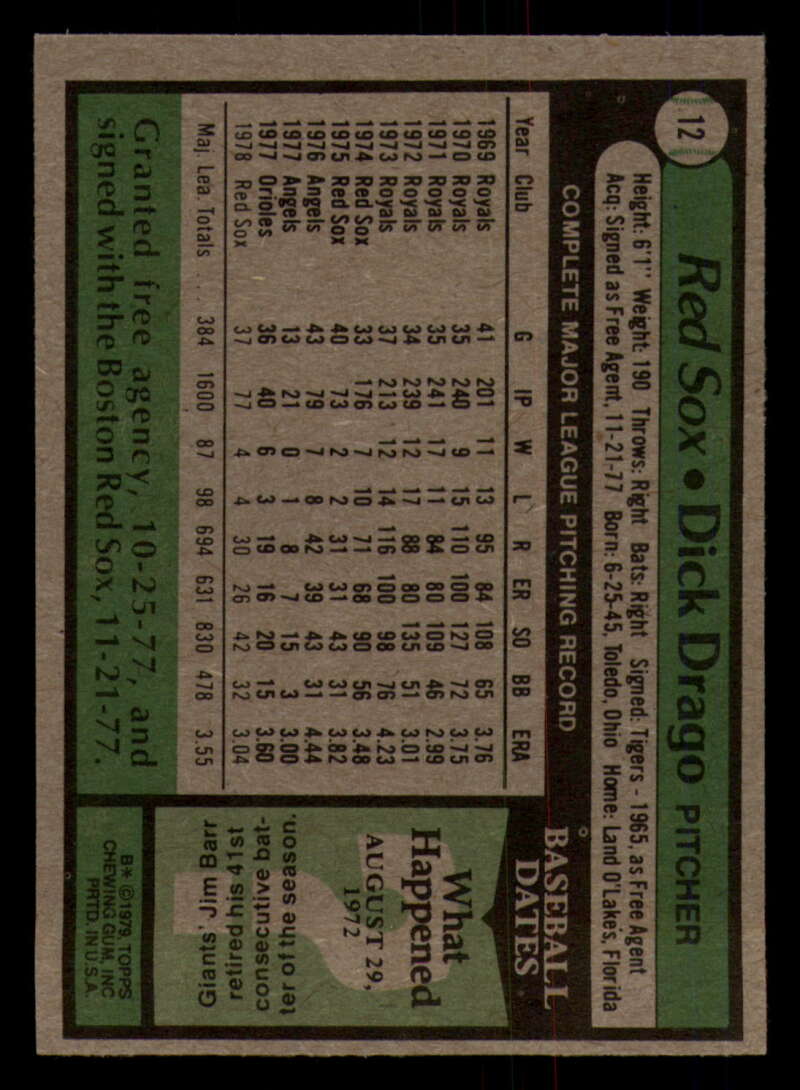 12
Red Sox • Dick Drago PITCHER
Height: 6'1" Weight: 190 Throws: Right Bats: Right Signed: Tigers - 1965, as Free Agent
Acq: Signed as Free Agent, 11-21-77 Born: 6-25-45, Toledo, Ohio Home: Land O'Lakes, Florida
COMPLETE MAJOR LEAGUE PITCHING RECORD
Year Club G IP W L R ER SO BB ERA
1969 Royals 41 201 11 13 95 84 108 65 3.76
1970 Royals 35 240 9 15 110 100 127 72 3.75
1971 Royals 35 241 17 11 84 80 109 46 2.99
1972 Royals 34 239 12 17 88 80 135 51 3.01
1973 Royals 37 213 12 14 116 100 98 76 4.23
1974 Red Sox 33 176 7 10 71 68 90 56 3.48
1975 Red Sox 40 73 2 2 31 31 43 31 3.82
1976 Angels 43 79 7 8 42 39 43 31 4.44
1977 Angels 13 21 0 1 8 7 15 3 3.00
1977 Orioles 36 40 6 3 19 16 20 15 3.60
1978 Red Sox 37 77 4 4 30 26 42 32 3.04
Maj. Lea. Totals . . . 384 1600 87 98 694 631 830 478 3.55
Granted free agency, 10-25-77, and
signed with the Boston Red Sox, 11-21-77.
BASEBALL
DATES
What
Happened
AUGUST 29,
1972
?
Giants' Jim Barr
retired his 41st
consecutive bat-
ter of the season.
B* ©1979, TOPPS
CHEWING GUM, INC
PRTD. IN U.S.A.